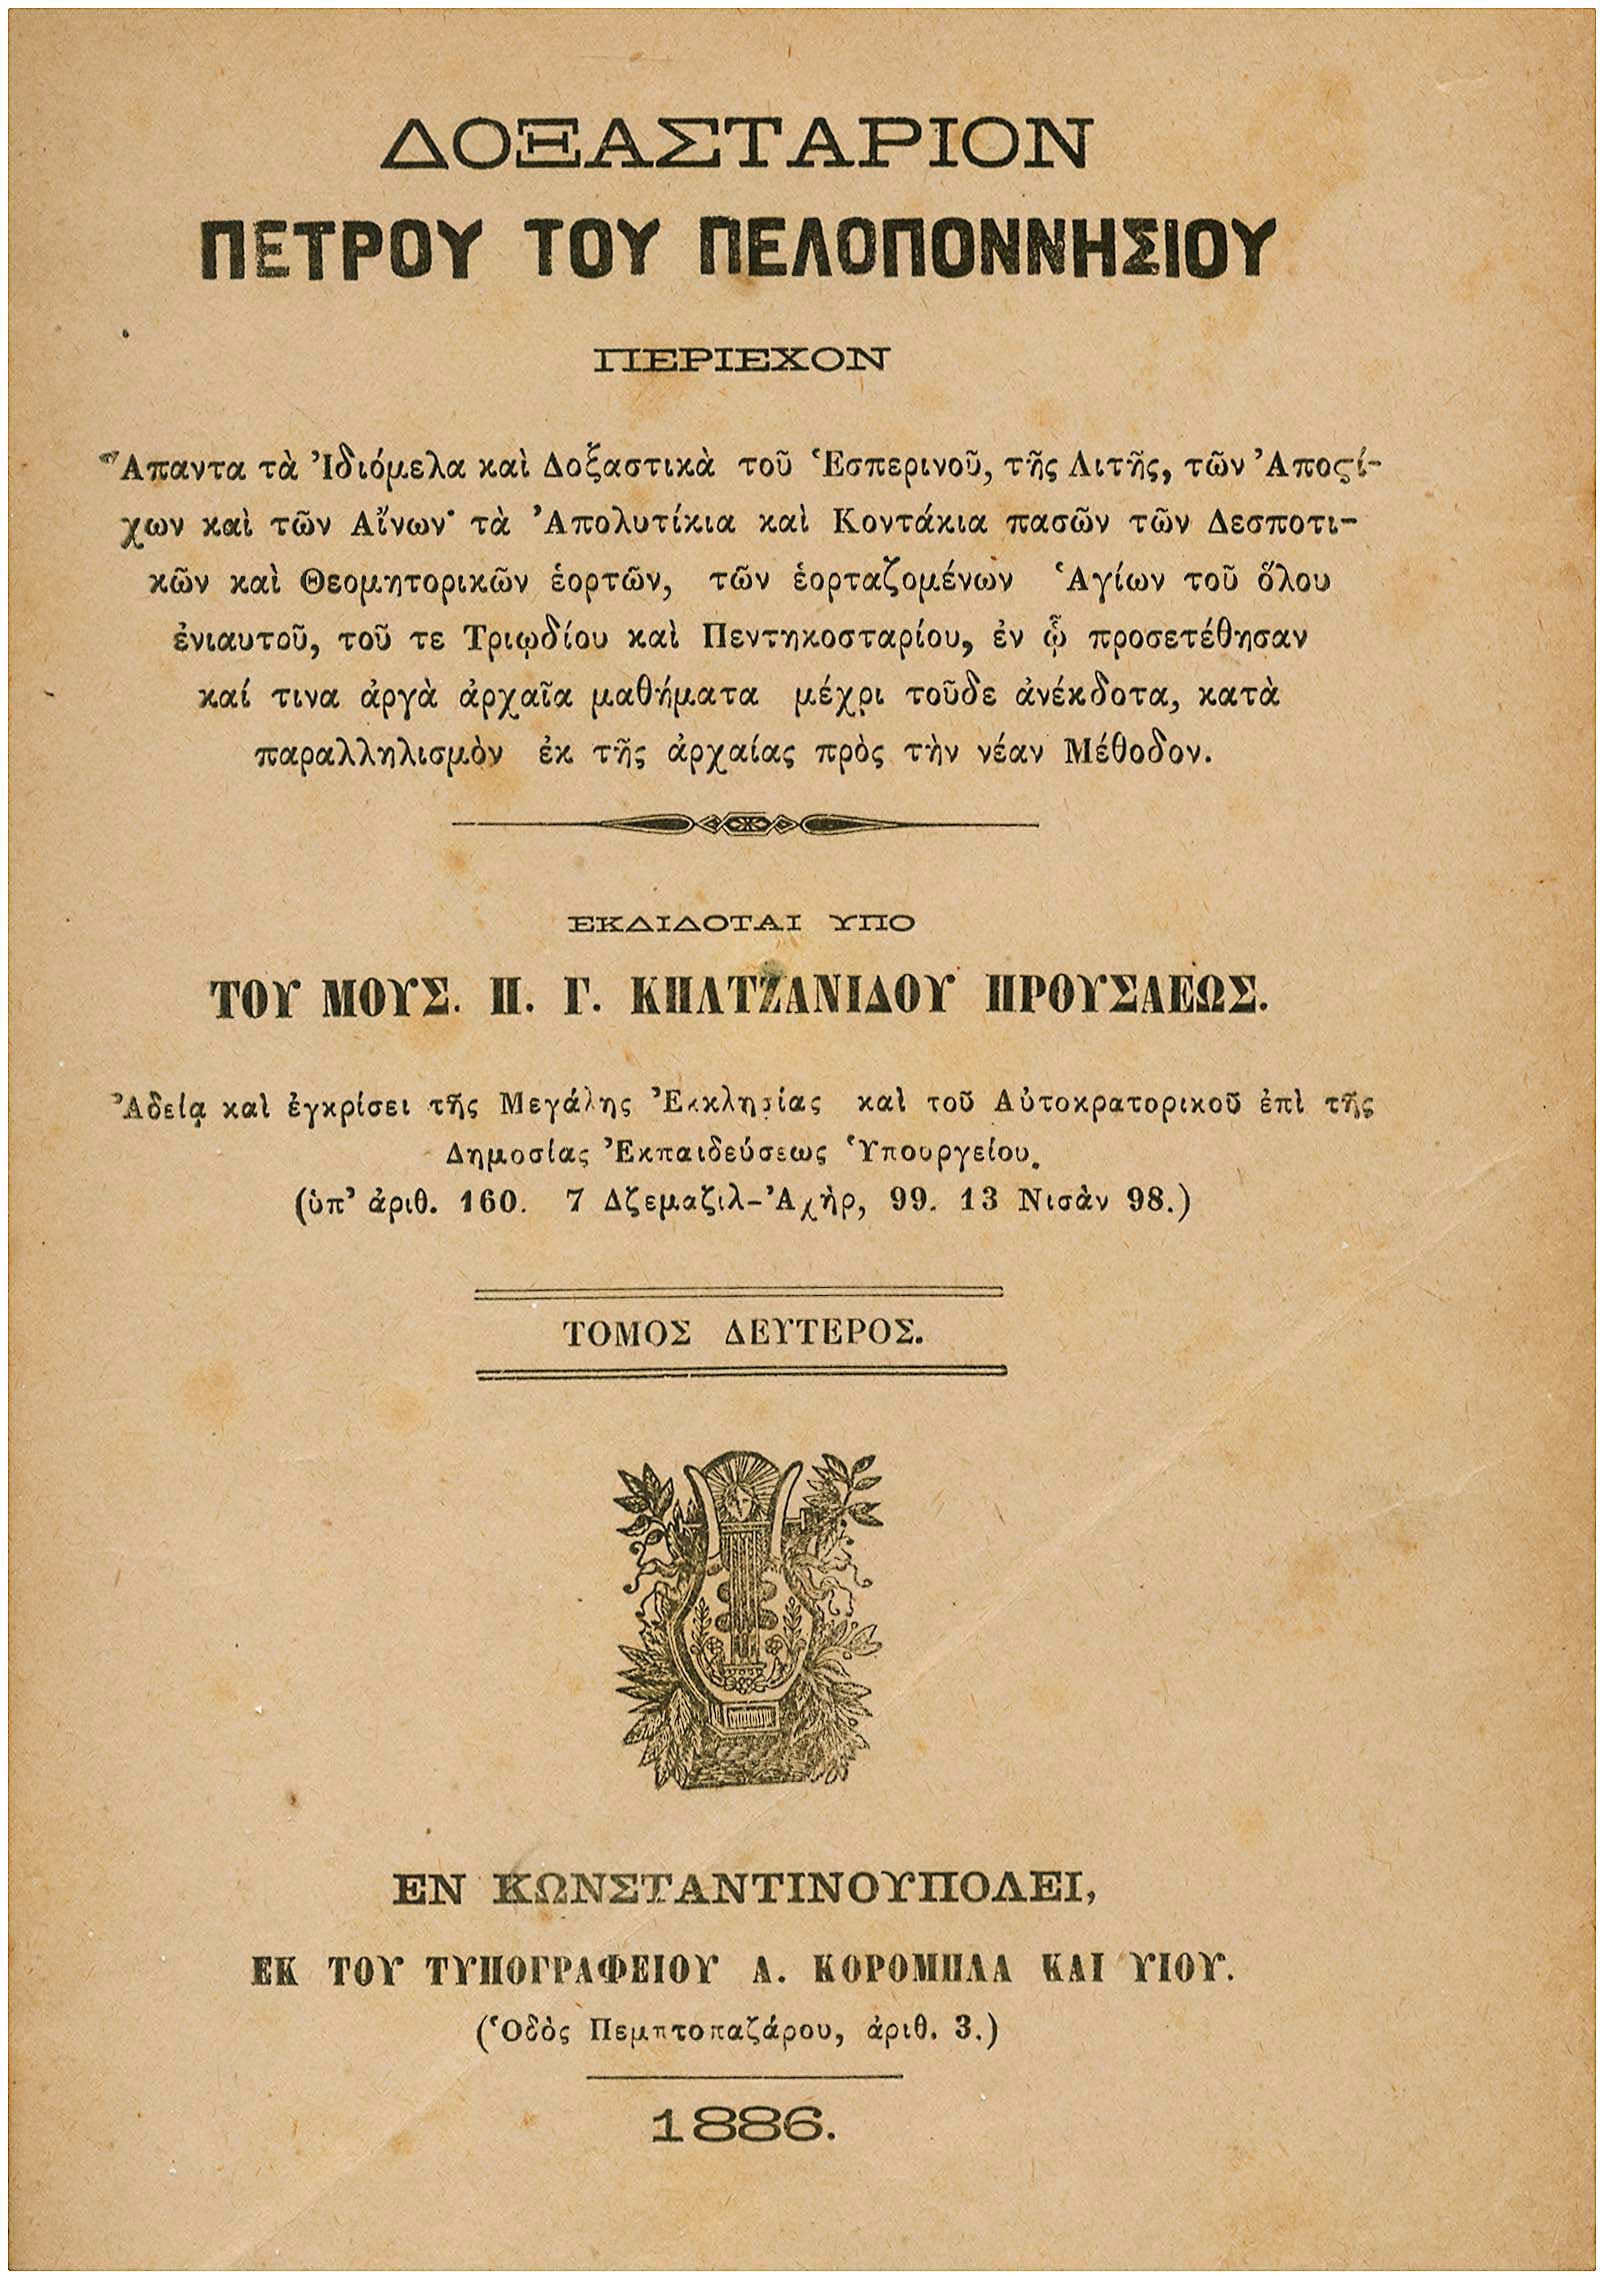 ΔΟΞΑΣΤΑΡΙΟΝ
ΠΕΤΡΟΥ ΤΟΥ ΠΕΛΟΠΟΝΝΗΣΙΟΥ
ΠΕΡΙΕΧΟΝ
Ἅπαντα τὰ Ἰδιόμελα καὶ Δοξαστικὰ τοῦ Ἑσπερινοῦ, τῆς Λιτῆς, τῶν Ἀποϛί-
χων καὶ τῶν Αἴνων· τὰ Ἀπολυτίκια καὶ Κοντάκια πασῶν τῶν Δεσποτι-
κῶν καὶ Θεομητορικῶν ἑορτῶν, τῶν ἑορταζομένων Ἁγίων τοῦ ὅλου
ἐνιαυτοῦ, τοῦ τε Τριῳδίου καὶ Πεντηκοσταρίου, ἐν ᾧ προσετέθησαν
καί τινα ἀργὰ ἀρχαῖα μαθήματα μέχρι τοῦδε ἀνέκδοτα, κατὰ
παραλληλισμὸν ἐκ τῆς ἀρχαίας πρὸς τὴν νέαν Μέθοδον.
ΕΚΔΙΔΟΤΑΙ ΥΠΟ
ΤΟΥ ΜΟΥΣ. Π. Γ. ΚΗΛΤΖΑΝΙΔΟΥ ΠΡΟΥΣΑΕΩΣ.
Ἀδείᾳ καὶ ἐγκρίσει τῆς Μεγάλης Ἐκκλησίας καὶ τοῦ Αὐτοκρατορικοῦ ἐπὶ τῆς
Δημοσίας Ἐκπαιδεύσεως Ὑπουργείου.
(ὑπ' ἀριθ. 160. 7 Δζεμαζιλ-Ἀχὴρ, 99. 13 Νισὰν 98.)
ΤΟΜΟΣ ΔΕΥΤΕΡΟΣ.
ΕΝ ΚΩΝΣΤΑΝΤΙΝΟΥΠΟΛΕΙ,
ΕΚ ΤΟΥ ΤΥΠΟΓΡΑΦΕΙΟΥ Α. ΚΟΡΟΜΗΛΑ ΚΑΙ ΥΙΟΥ.
(Ὁδὸς Πεμπτοπαζάρου, ἀριθ. 3.)
1886.